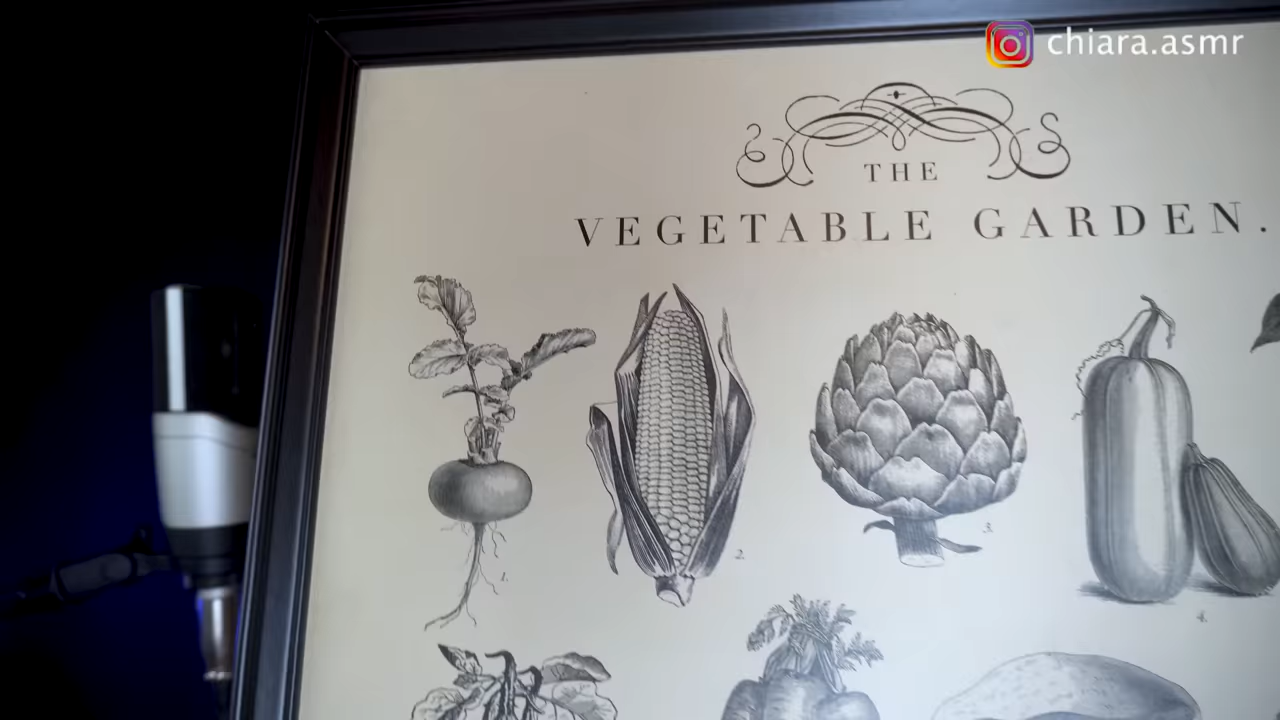 chiara.asmr
THE
VEGETABLE GARDEN.
1.
2.
3.
4.